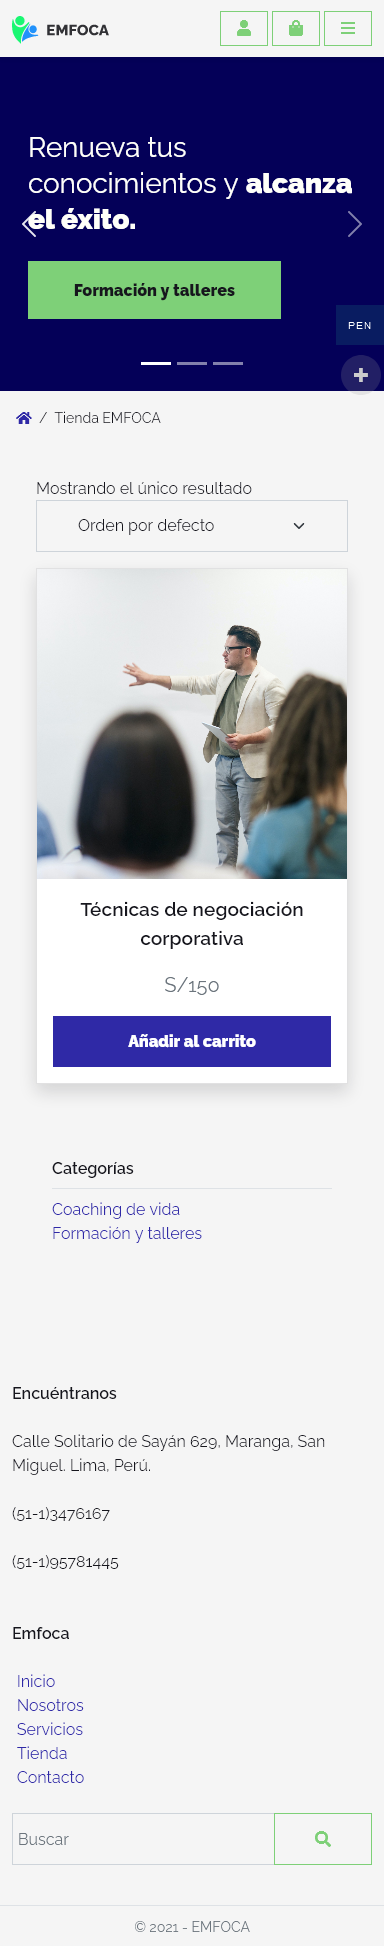 EMFOCA
Renueva tus
conocimientos y alcanza
el éxito.
Formación y talleres
PEN
/ Tienda EMFOCA
Mostrando el único resultado
Orden por defecto
Técnicas de negociación
corporativa
S/150
Añadir al carrito
Categorías
Coaching de vida
Formación y talleres
Encuéntranos
Calle Solitario de Sayán 629, Maranga, San
Miguel. Lima, Perú.
(51-1)3476167
(51-1)95781445
Emfoca
Inicio
Nosotros
Servicios
Tienda
Contacto
Buscar
© 2021 - EMFOCA